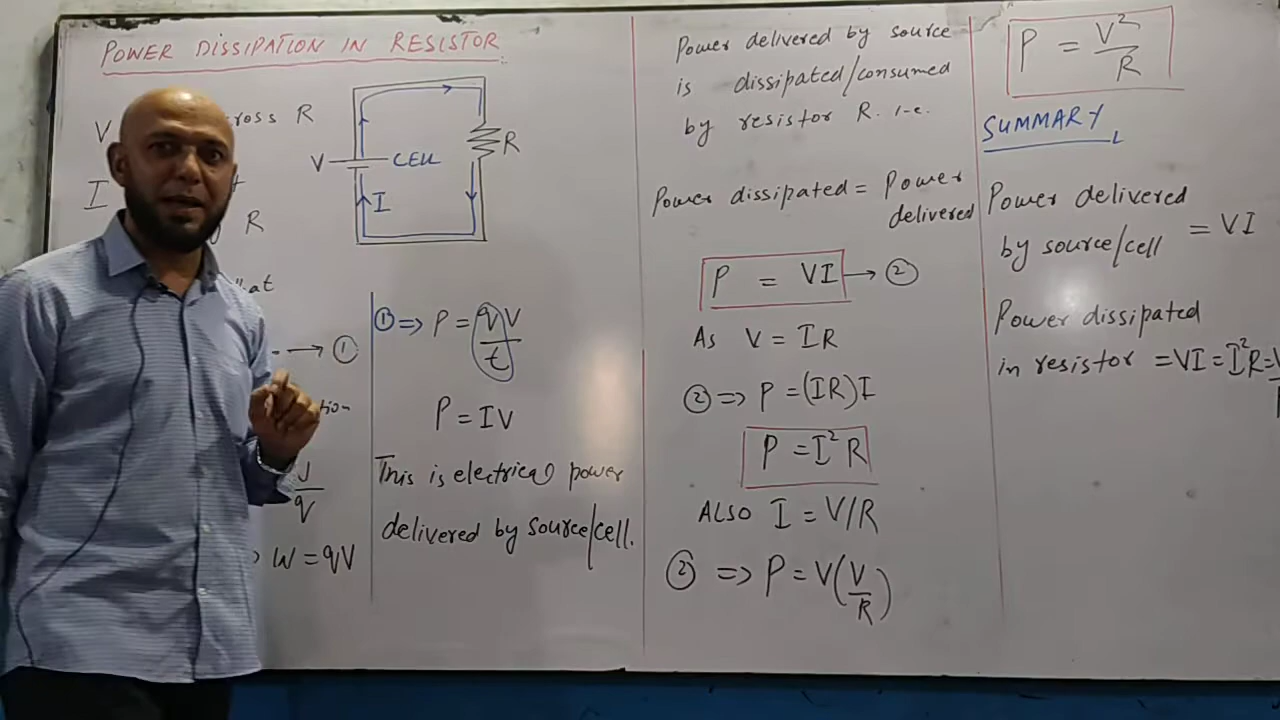 POWER DISSIPATION IN RESISTOR
V R
I
R
V CELL R
I
→ ①
W = qV
① ⇒ P = qV/t
P = IV
This is electrical power
delivered by source/cell.
Power delivered by source
is dissipated/consumed
by resistor R. i.e.
Power dissipated = Power
delivered
P = VI → ②
As V = IR
② ⇒ P = (IR)I
P = I²R
ALSO I = V/R
② ⇒ P = V(V/R)
P = V²/R
SUMMARY
Power delivered
by source/cell = VI
Power dissipated
in resistor = VI = I²R =